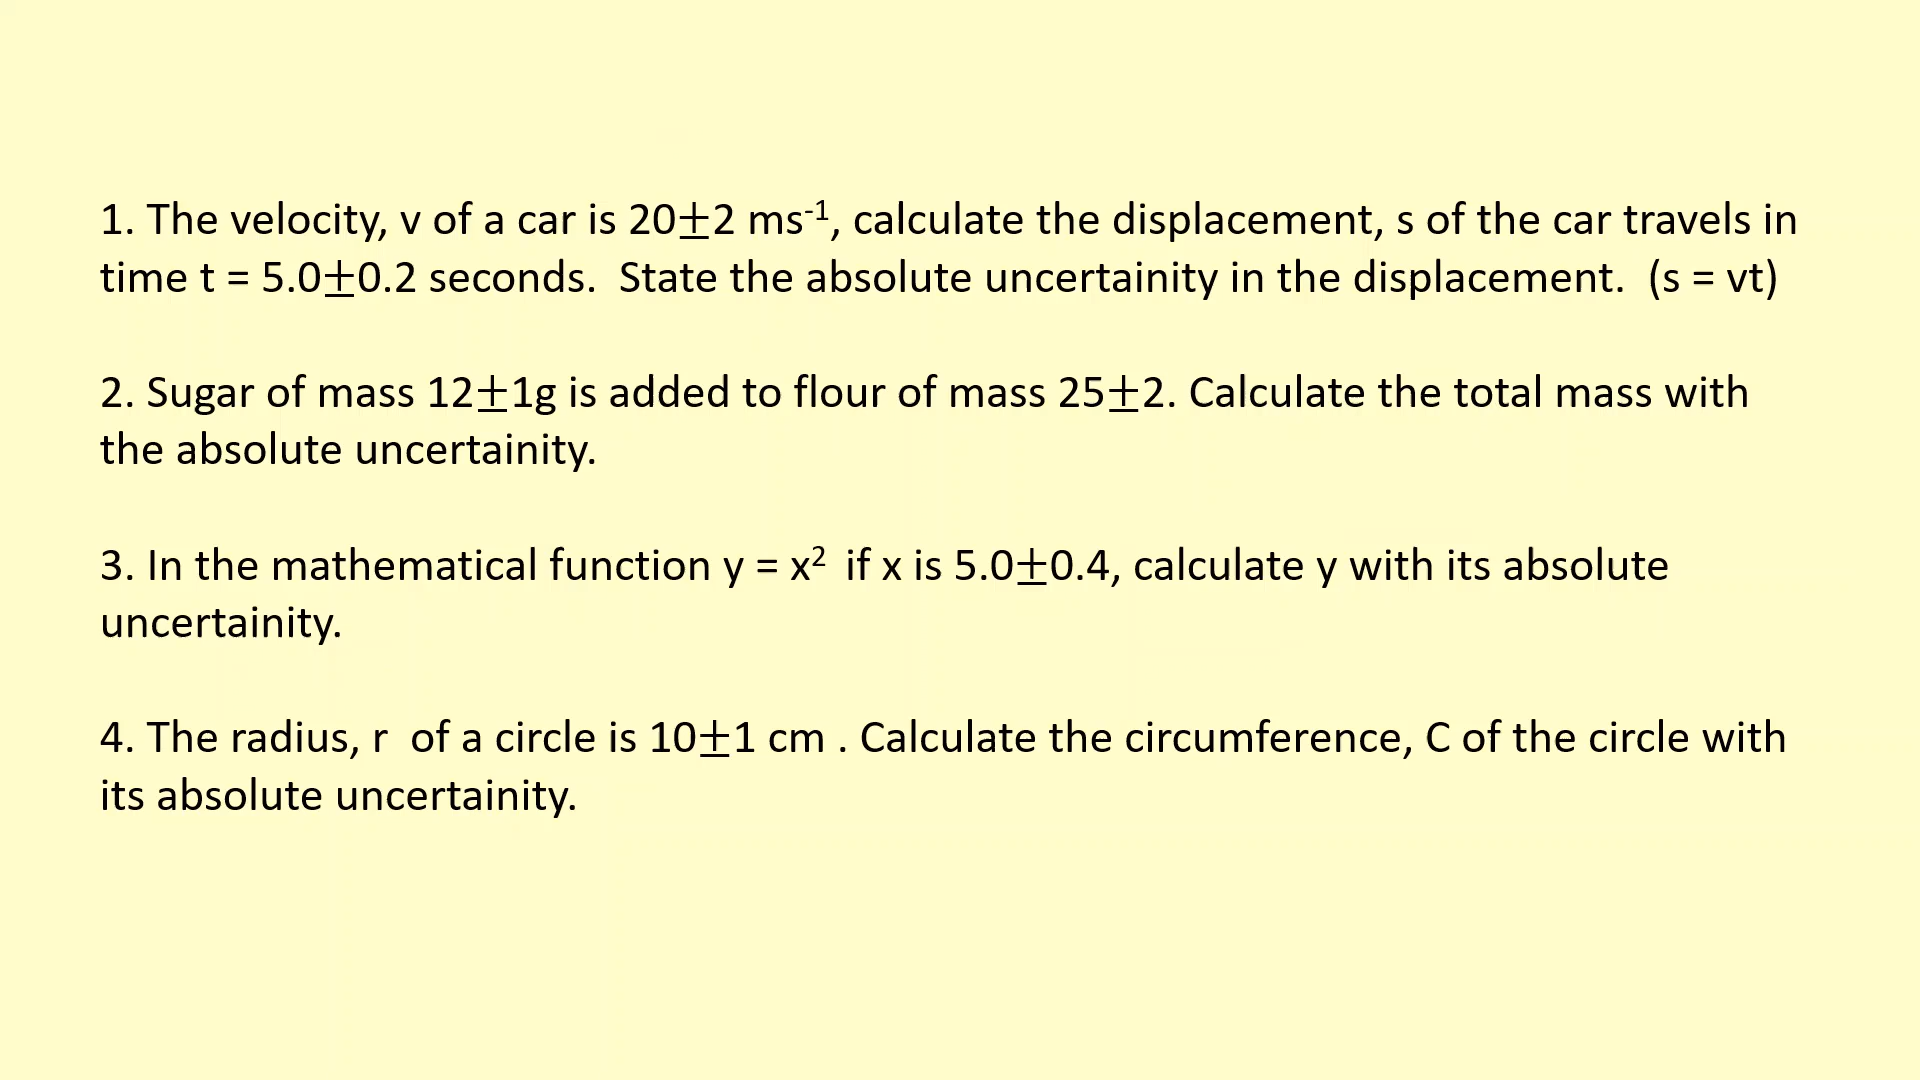 1. The velocity, v of a car is 20±2 ms⁻¹, calculate the displacement, s of the car travels in
time t = 5.0±0.2 seconds.  State the absolute uncertainity in the displacement.  (s = vt)
2. Sugar of mass 12±1g is added to flour of mass 25±2. Calculate the total mass with
the absolute uncertainity.
3. In the mathematical function y = x²  if x is 5.0±0.4, calculate y with its absolute
uncertainity.
4. The radius, r  of a circle is 10±1 cm . Calculate the circumference, C of the circle with
its absolute uncertainity.